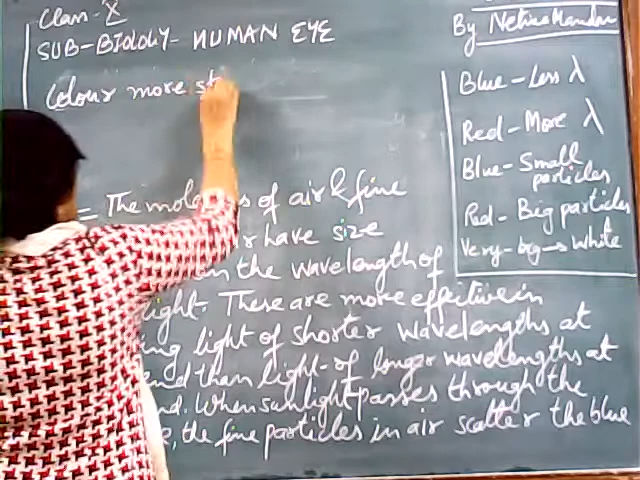 Class-X
SUB-BIOLOGY- HUMAN EYE
By
Colour more st
Blue-Less λ
Red-More λ
Blue-Small particles
Red-Big particles
Very-big→white
= The molecules of air & fine
have size
than the wavelength of
light. These are more effective in
light of shorter wavelengths at
end than light of longer wavelengths at
end. When sunlight passes through the
, the fine particles in air scatter the blue